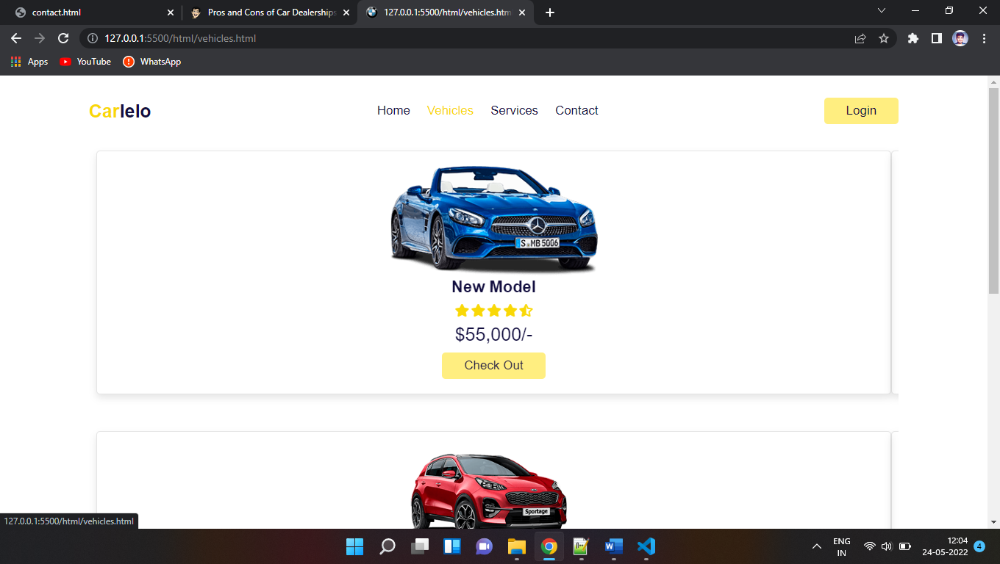 contact.html
Pros and Cons of Car Dealerships
127.0.0.1:5500/html/vehicles.htm
127.0.0.1:5500/html/vehicles.html
Apps
YouTube
WhatsApp
Carlelo
Home
Vehicles
Services
Contact
Login
S MB 5006
New Model
$55,000/-
Check Out
Sportage
127.0.0.1:5500/html/vehicles.html
ENG
IN
12:04
24-05-2022
4